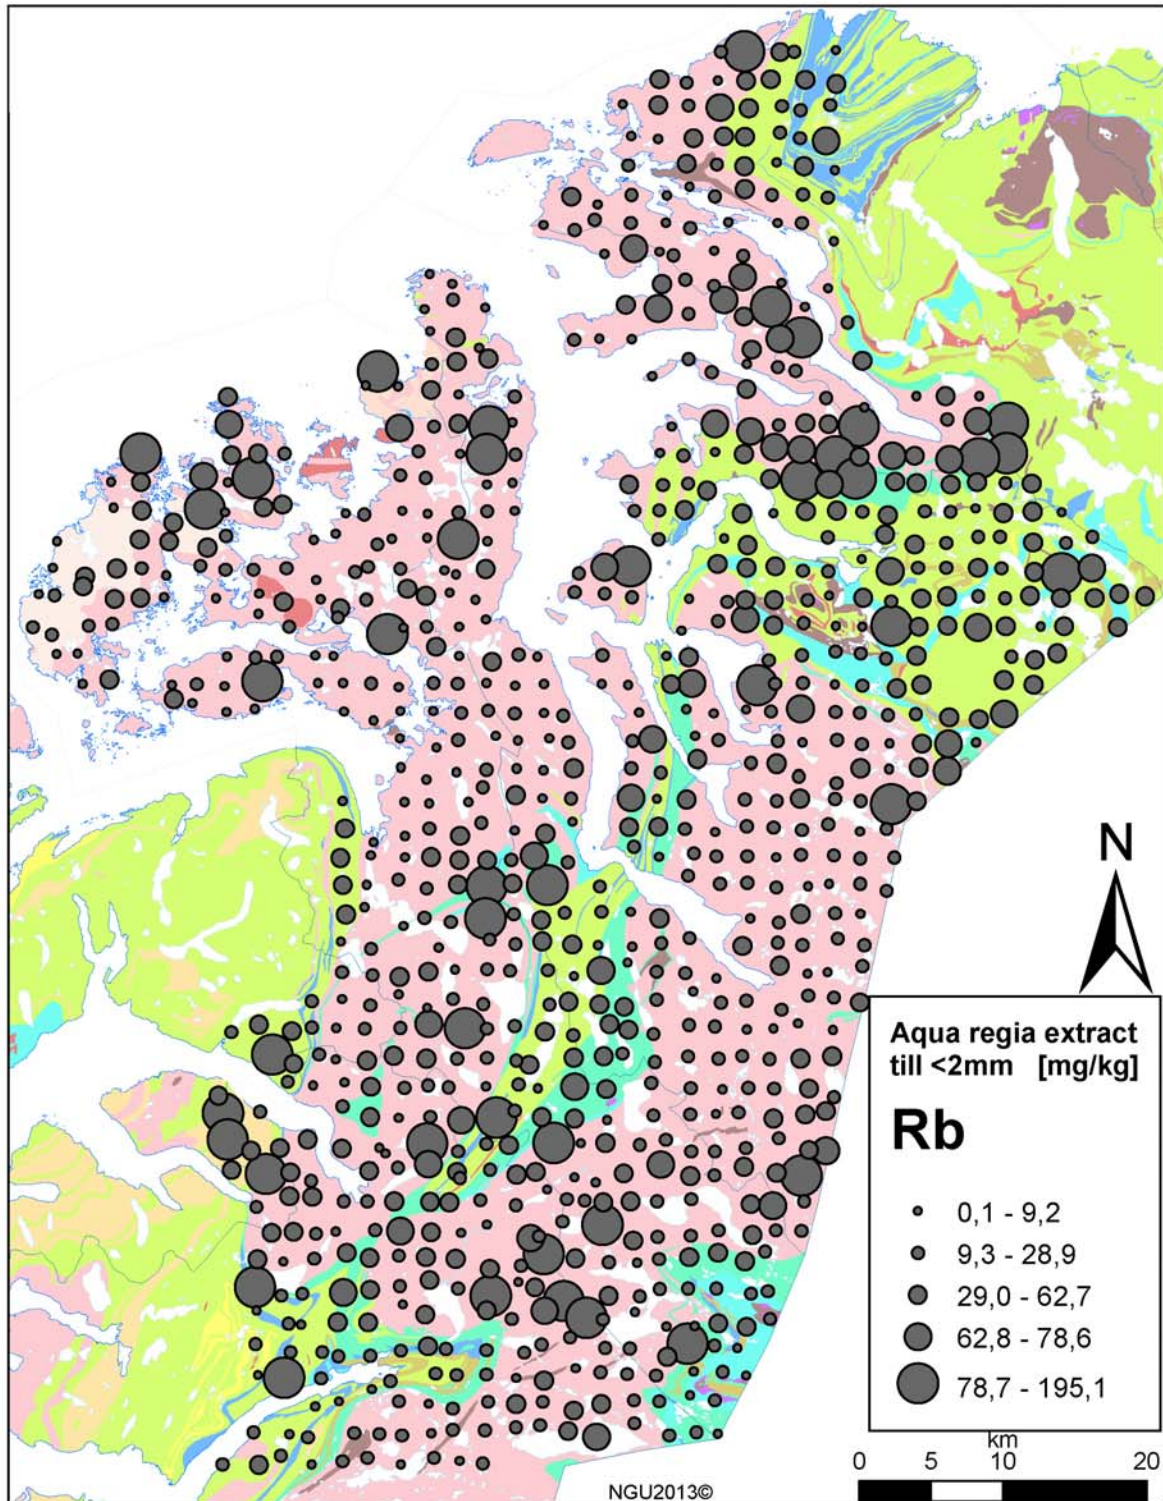 N
Aqua regia extract
till <2mm [mg/kg]
Rb
0,1 - 9,2
9,3 - 28,9
29,0 - 62,7
62,8 - 78,6
78,7 - 195,1
km
0 5 10 20
NGU2013©